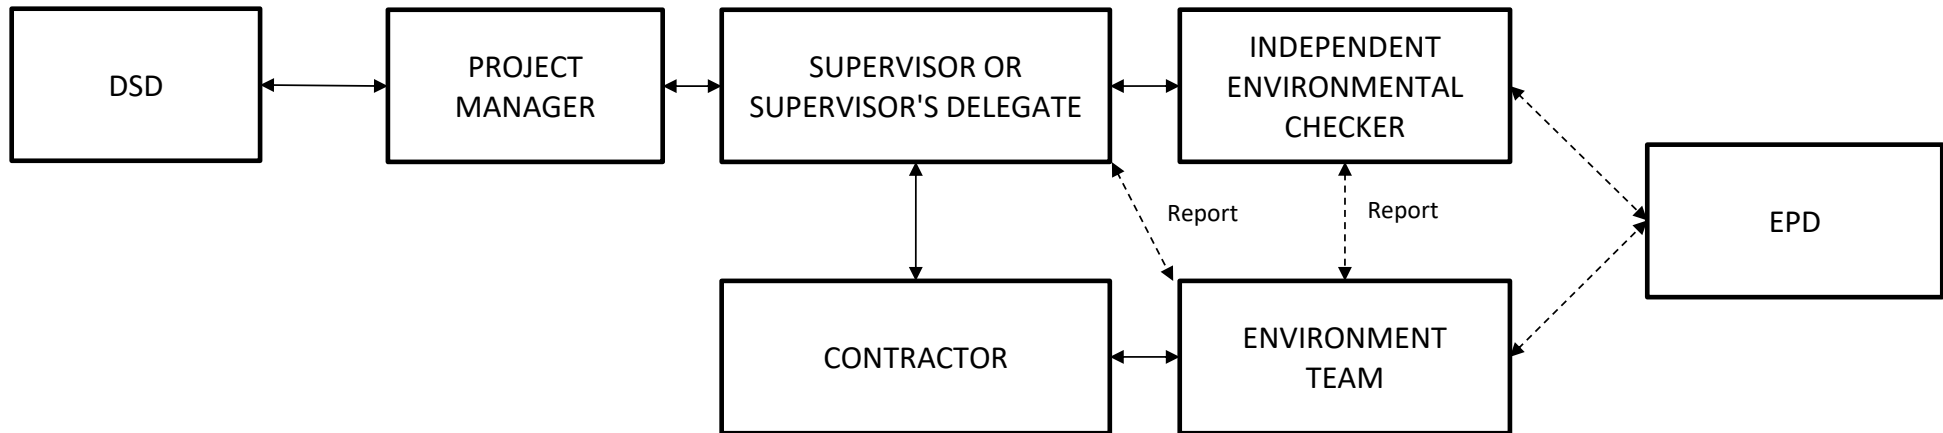 DSD
PROJECT
MANAGER
SUPERVISOR OR
SUPERVISOR'S DELEGATE
INDEPENDENT
ENVIRONMENTAL
CHECKER
Report
Report
EPD
CONTRACTOR
ENVIRONMENT
TEAM